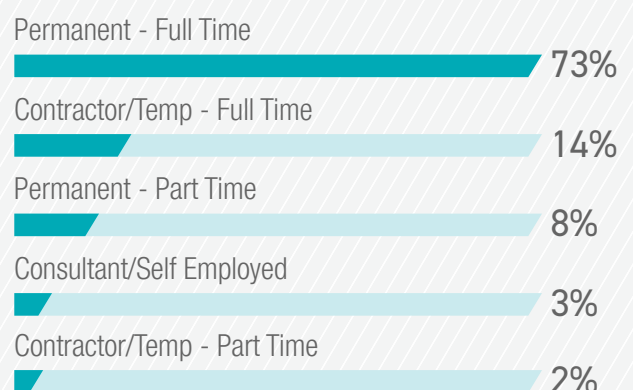 Permanent - Full Time
73%
Contractor/Temp - Full Time
14%
Permanent - Part Time
8%
Consultant/Self Employed
3%
Contractor/Temp - Part Time
2%